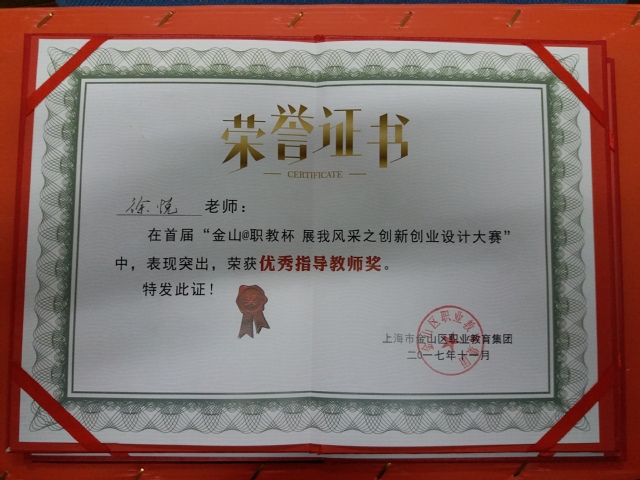 荣誉证书
CERTIFICATE
徐悦 老师：
在首届“金山@职教杯 展我风采之创新创业设计大赛”
中，表现突出，荣获优秀指导教师奖。
特发此证！
上海市金山区职业教育集团
二〇一七年十一月